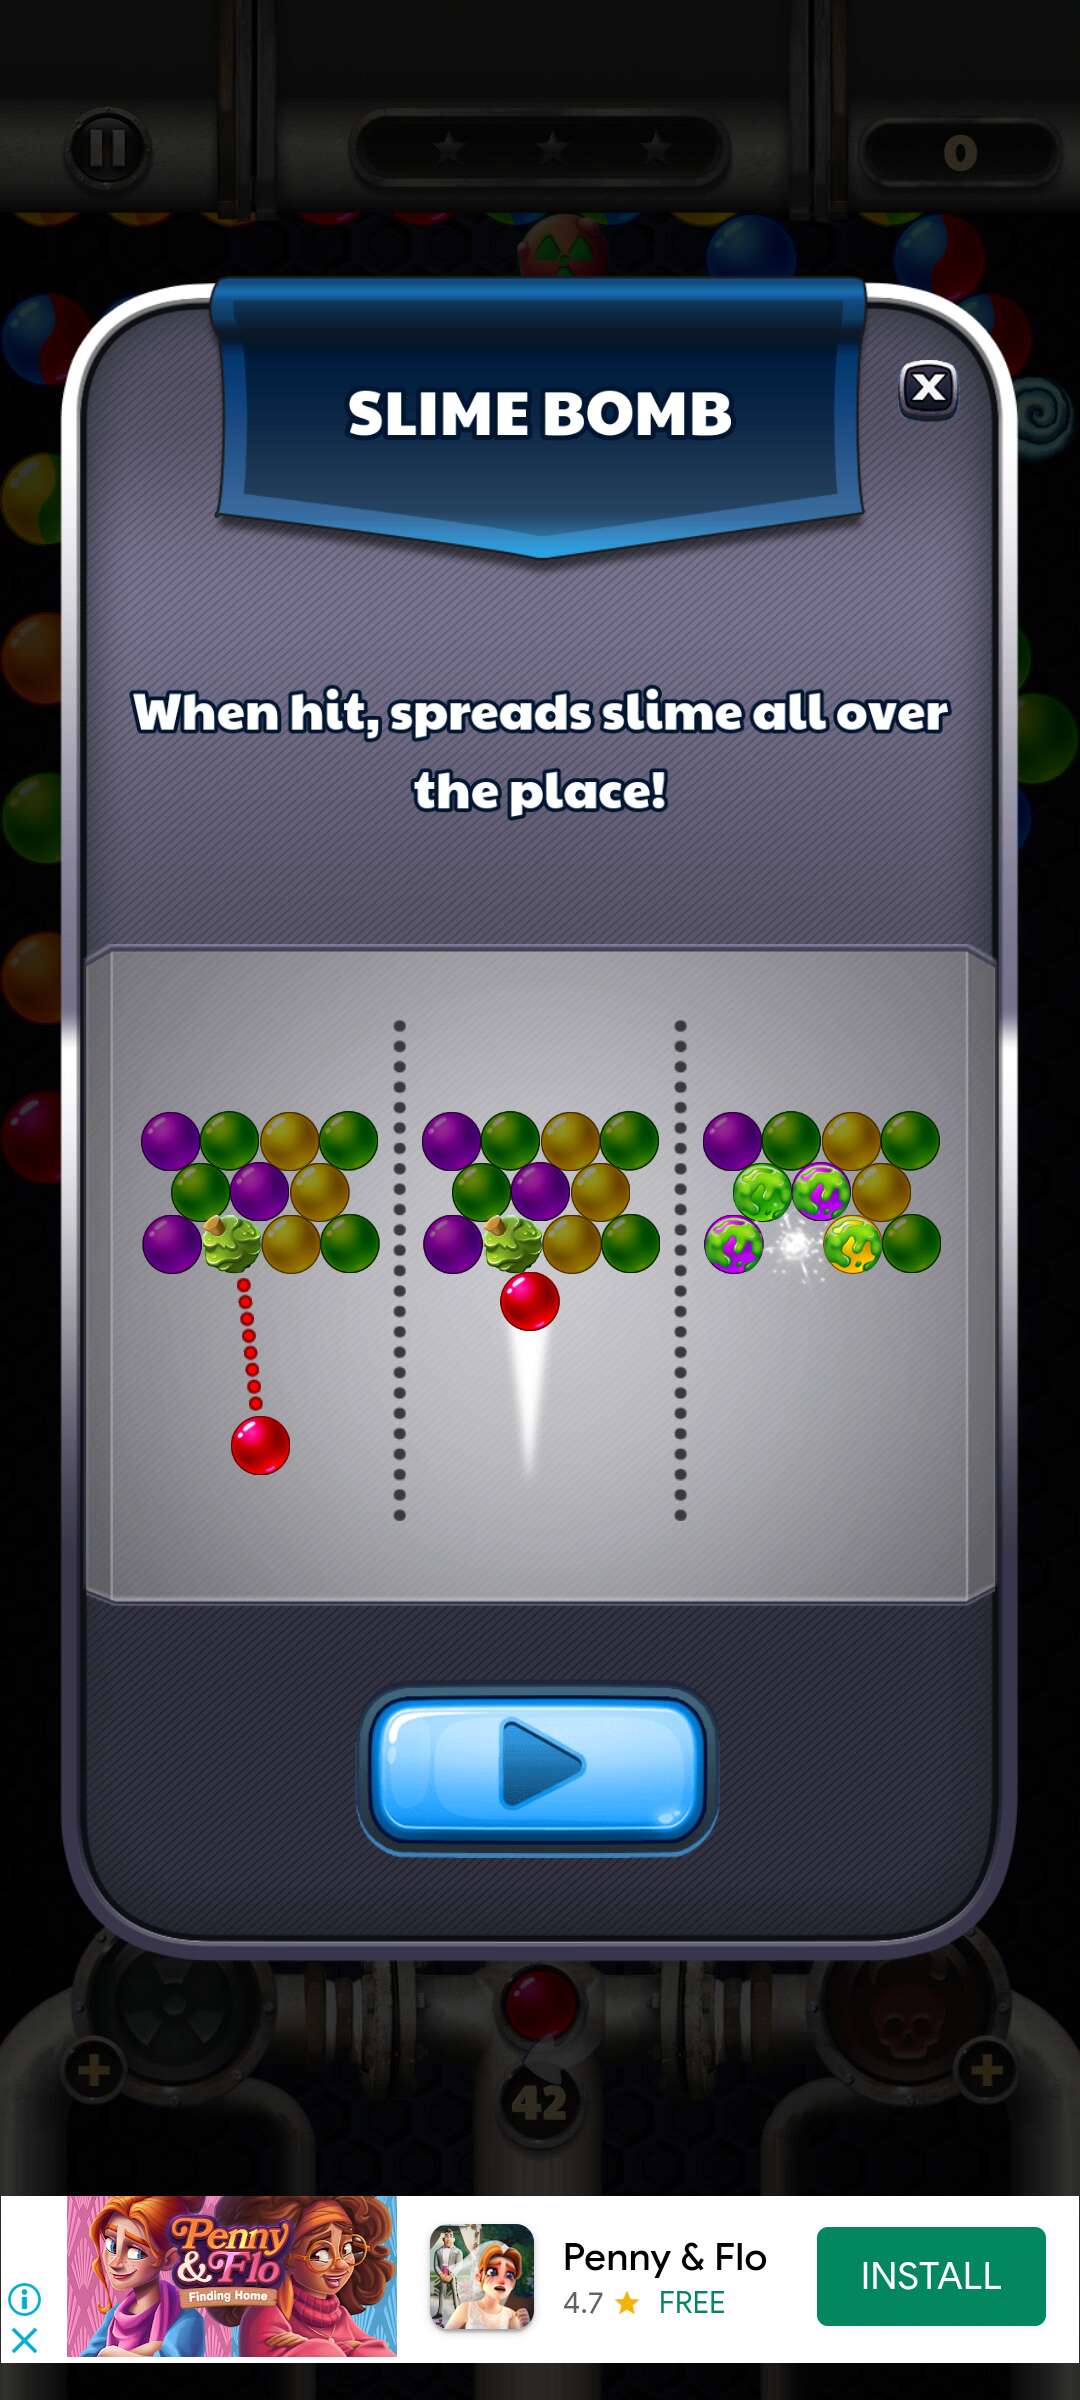 0
SLIME BOMB
X
When hit, spreads slime all over
the place!
42
Penny
&Flo
Finding Home
Penny & Flo
4.7 ★ FREE
INSTALL